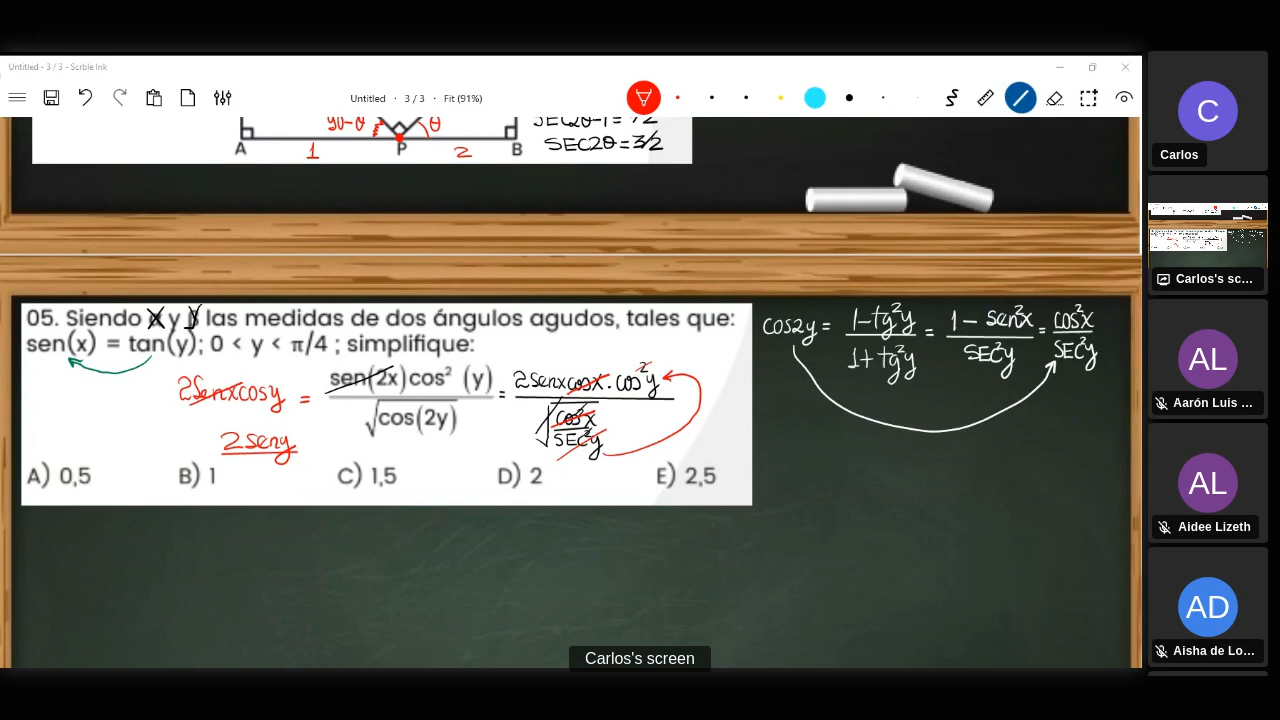 Untitled - 3 / 3 - Scrble Ink
Untitled · 3 / 3 · Fit (91%)
90-θ θ
A 1 P 2 B
SEC2θ=3/2
05. Siendo x y y las medidas de dos ángulos agudos, tales que:
sen(x) = tan(y); 0 < y < π/4 ; simplifique:
2senxcosy = sen(2x)cos² (y) / √cos(2y) = 2senxcosx.cos²y / √(cos²x / SEC²y)
2seny
A) 0,5 B) 1 C) 1,5 D) 2 E) 2,5
cos2y = 1-tg²y / 1+tg²y = 1-sen²x / SEC²y = cos²x / SEC²y
C
Carlos
Carlos's sc...
AL
Aarón Luis ...
AL
Aidee Lizeth
AD
Aisha de Lo...
Carlos's screen